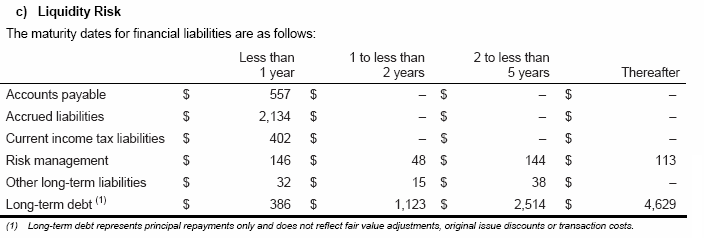 c) Liquidity Risk
The maturity dates for financial liabilities are as follows:
Less than 1 to less than 2 to less than
1 year 2 years 5 years Thereafter
Accounts payable $ 557 $ – $ – $ –
Accrued liabilities $ 2,134 $ – $ – $ –
Current income tax liabilities $ 402 $ – $ – $ –
Risk management $ 146 $ 48 $ 144 $ 113
Other long-term liabilities $ 32 $ 15 $ 38 $ –
Long-term debt (1) $ 386 $ 1,123 $ 2,514 $ 4,629
(1) Long-term debt represents principal repayments only and does not reflect fair value adjustments, original issue discounts or transaction costs.